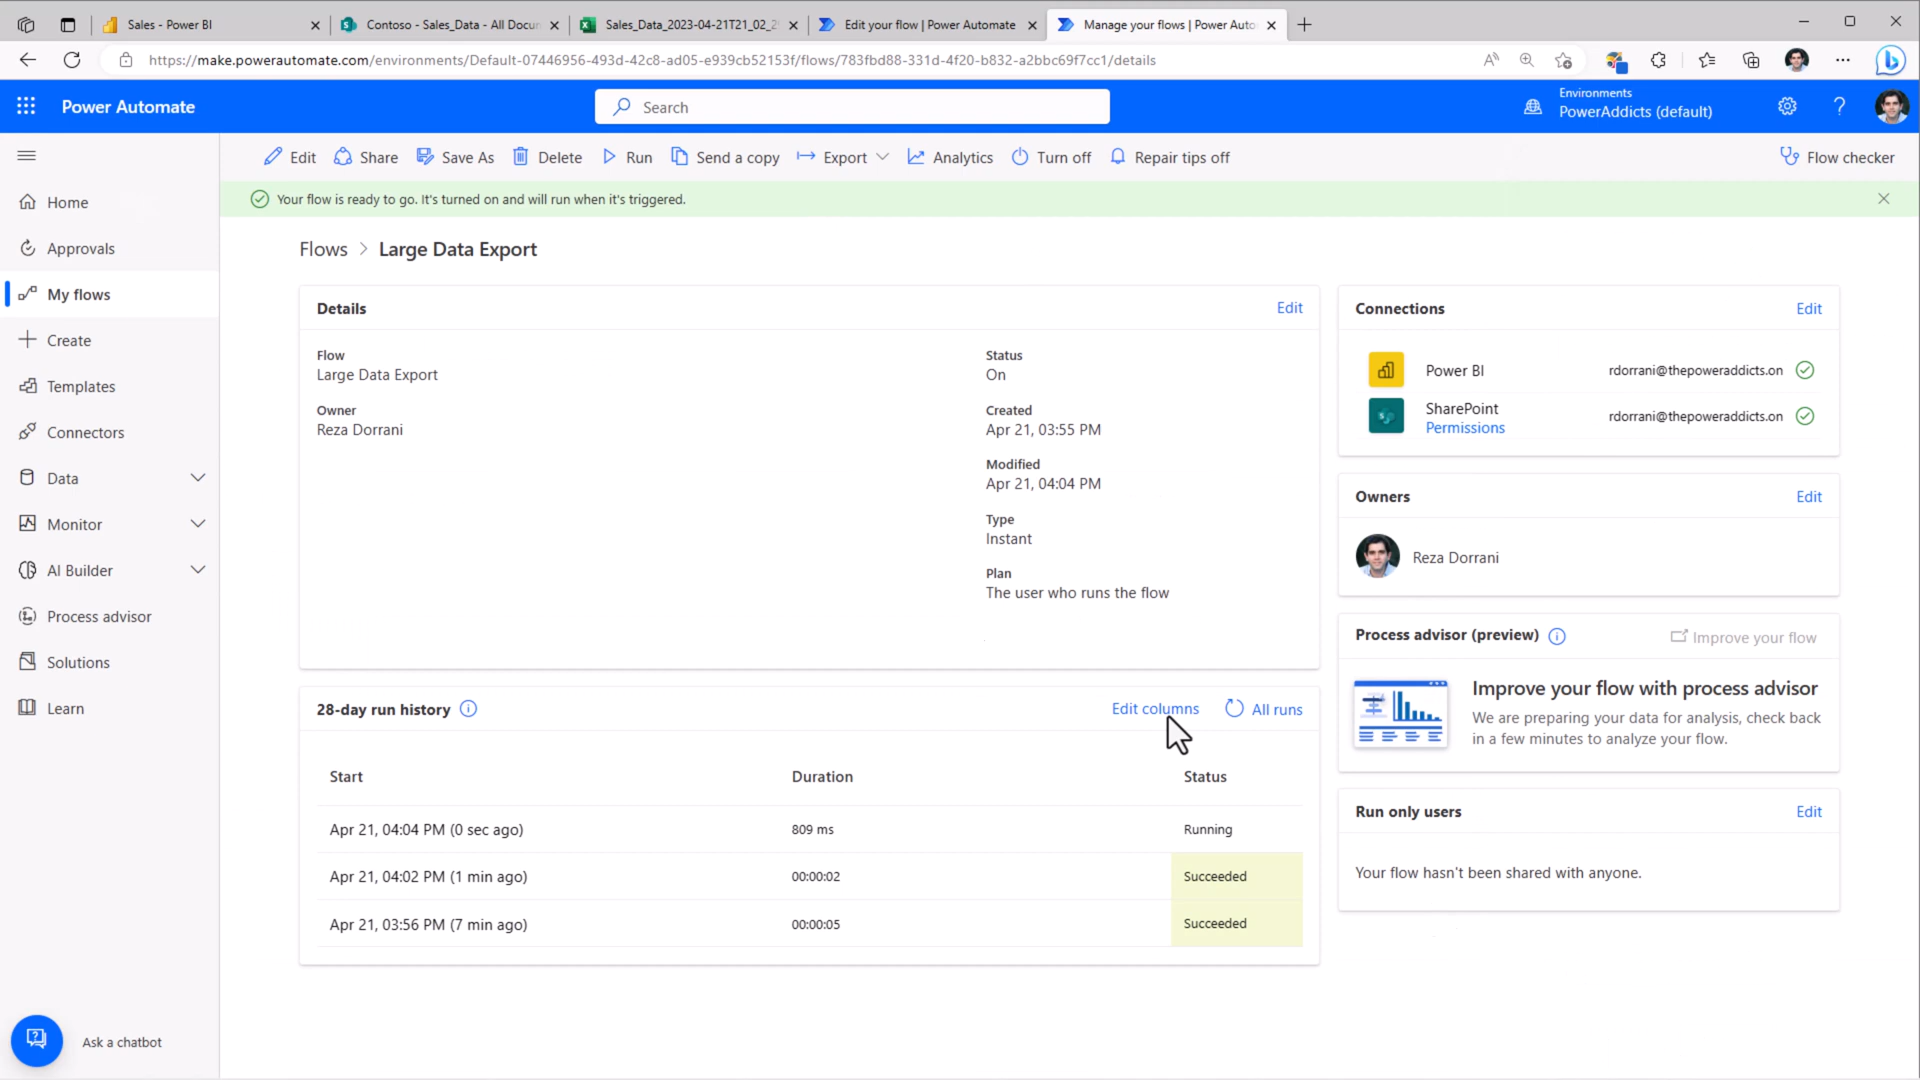 Sales - Power BI
Contoso - Sales_Data - All Docun
Sales_Data_2023-04-21T21_02_2
Edit your flow | Power Automate
Manage your flows | Power Auto
https://make.powerautomate.com/environments/Default-07446956-493d-42c8-ad05-e939cb52153f/flows/783fbd88-331d-4f20-b832-a2bbc69f7cc1/details
Power Automate
Search
Environments
PowerAddicts (default)
Edit
Share
Save As
Delete
Run
Send a copy
Export
Analytics
Turn off
Repair tips off
Flow checker
Home
Approvals
My flows
Create
Templates
Connectors
Data
Monitor
AI Builder
Process advisor
Solutions
Learn
Ask a chatbot
Your flow is ready to go. It's turned on and will run when it's triggered.
Flows > Large Data Export
Details
Edit
Flow
Large Data Export
Owner
Reza Dorrani
Status
On
Created
Apr 21, 03:55 PM
Modified
Apr 21, 04:04 PM
Type
Instant
Plan
The user who runs the flow
28-day run history
Edit columns
All runs
Start Duration Status
Apr 21, 04:04 PM (0 sec ago) 809 ms Running
Apr 21, 04:02 PM (1 min ago) 00:00:02 Succeeded
Apr 21, 03:56 PM (7 min ago) 00:00:05 Succeeded
Connections
Edit
Power BI rdorrani@thepoweraddicts.on
SharePoint rdorrani@thepoweraddicts.on
Permissions
Owners
Edit
Reza Dorrani
Process advisor (preview)
Improve your flow
Improve your flow with process advisor
We are preparing your data for analysis, check back
in a few minutes to analyze your flow.
Run only users
Edit
Your flow hasn't been shared with anyone.